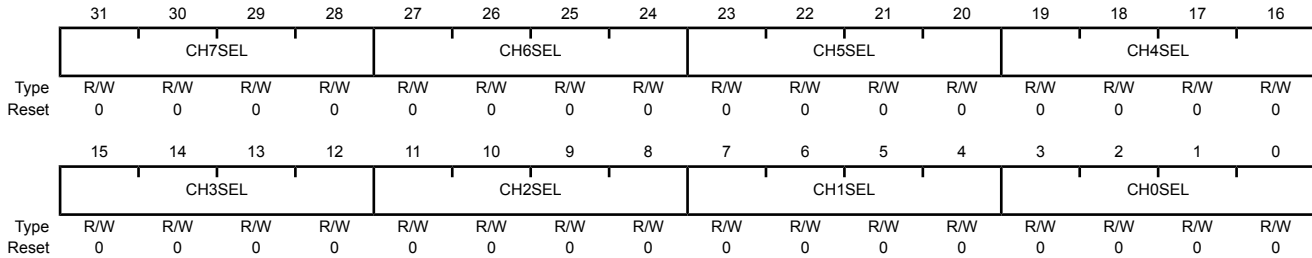 31 30 29 28 27 26 25 24 23 22 21 20 19 18 17 16
CH7SEL CH6SEL CH5SEL CH4SEL
Type R/W R/W R/W R/W R/W R/W R/W R/W R/W R/W R/W R/W R/W R/W R/W R/W
Reset 0 0 0 0 0 0 0 0 0 0 0 0 0 0 0 0
15 14 13 12 11 10 9 8 7 6 5 4 3 2 1 0
CH3SEL CH2SEL CH1SEL CH0SEL
Type R/W R/W R/W R/W R/W R/W R/W R/W R/W R/W R/W R/W R/W R/W R/W R/W
Reset 0 0 0 0 0 0 0 0 0 0 0 0 0 0 0 0